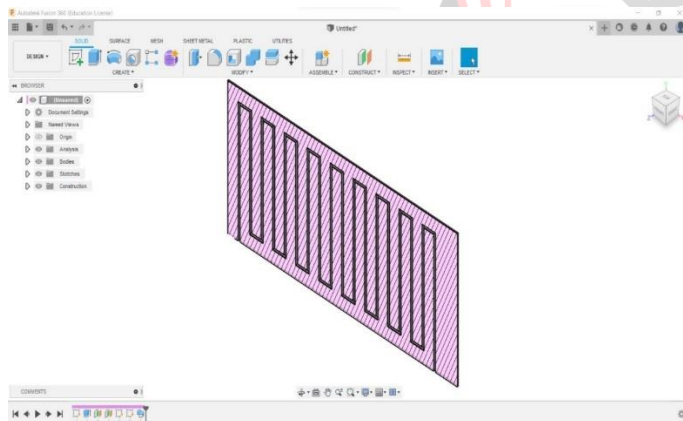 Autodesk Fusion 360 (Education License)
Untitled*
SOLID SURFACE MESH SHEET METAL PLASTIC UTILITIES
DESIGN
CREATE MODIFY ASSEMBLE CONSTRUCT INSPECT INSERT SELECT
BROWSER
(Unsaved)
Document Settings
Named Views
Origin
Analysis
Bodies
Sketches
Construction
COMMENTS